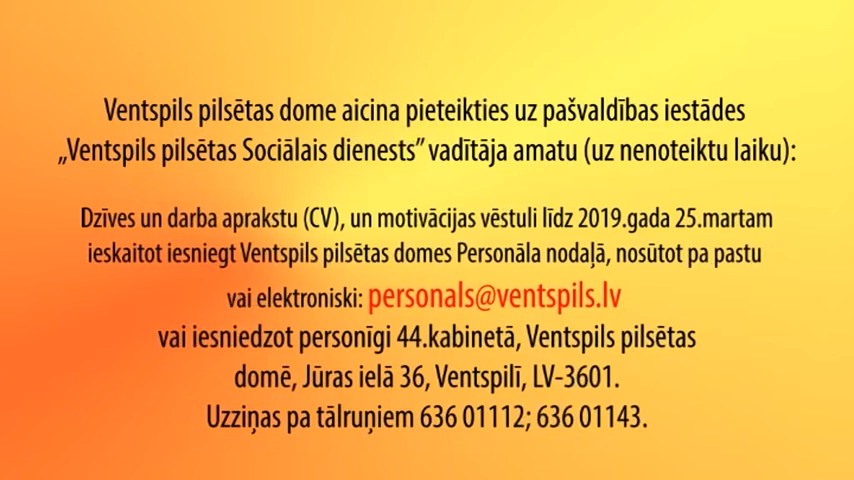 Ventspils pilsētas dome aicina pieteikties uz pašvaldības iestādes
„Ventspils pilsētas Sociālais dienests” vadītāja amatu (uz nenoteiktu laiku):
Dzīves un darba aprakstu (CV), un motivācijas vēstuli līdz 2019.gada 25.martam
ieskaitot iesniegt Ventspils pilsētas domes Personāla nodaļā, nosūtot pa pastu
vai elektroniski: personals@ventspils.lv
vai iesniedzot personīgi 44.kabinetā, Ventspils pilsētas
domē, Jūras ielā 36, Ventspilī, LV-3601.
Uzziņas pa tālruņiem 636 01112; 636 01143.